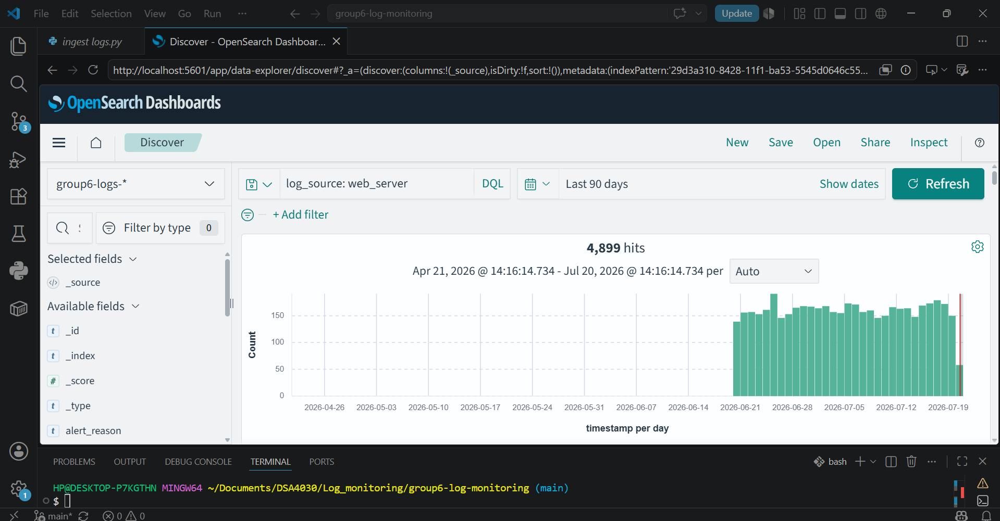 File Edit Selection View Go Run ··· group6-log-monitoring Update
ingest logs.py Discover - OpenSearch Dashboar...
http://localhost:5601/app/data-explorer/discover#?_a=(discover:(columns:!(_source),isDirty:!f,sort:!()),metadata:(indexPattern:'29d3a310-8428-11f1-ba53-5545d0646c55...
OpenSearch Dashboards
Discover New Save Open Share Inspect
group6-logs-* log_source: web_server DQL Last 90 days Show dates Refresh
+ Add filter
Filter by type 0
4,899 hits
Selected fields
Apr 21, 2026 @ 14:16:14.734 - Jul 20, 2026 @ 14:16:14.734 per Auto
</> _source
Available fields
t _id
t _index
# _score
t _type
t alert_reason
Count
150
100
50
0
2026-04-26 2026-05-03 2026-05-10 2026-05-17 2026-05-24 2026-05-31 2026-06-07 2026-06-14 2026-06-21 2026-06-28 2026-07-05 2026-07-12 2026-07-19
timestamp per day
3
1
PROBLEMS OUTPUT DEBUG CONSOLE TERMINAL PORTS bash
HP@DESKTOP-P7KGTHN MINGW64 ~/Documents/DSA4030/Log_monitoring/group6-log-monitoring (main)
$
main* 0 0